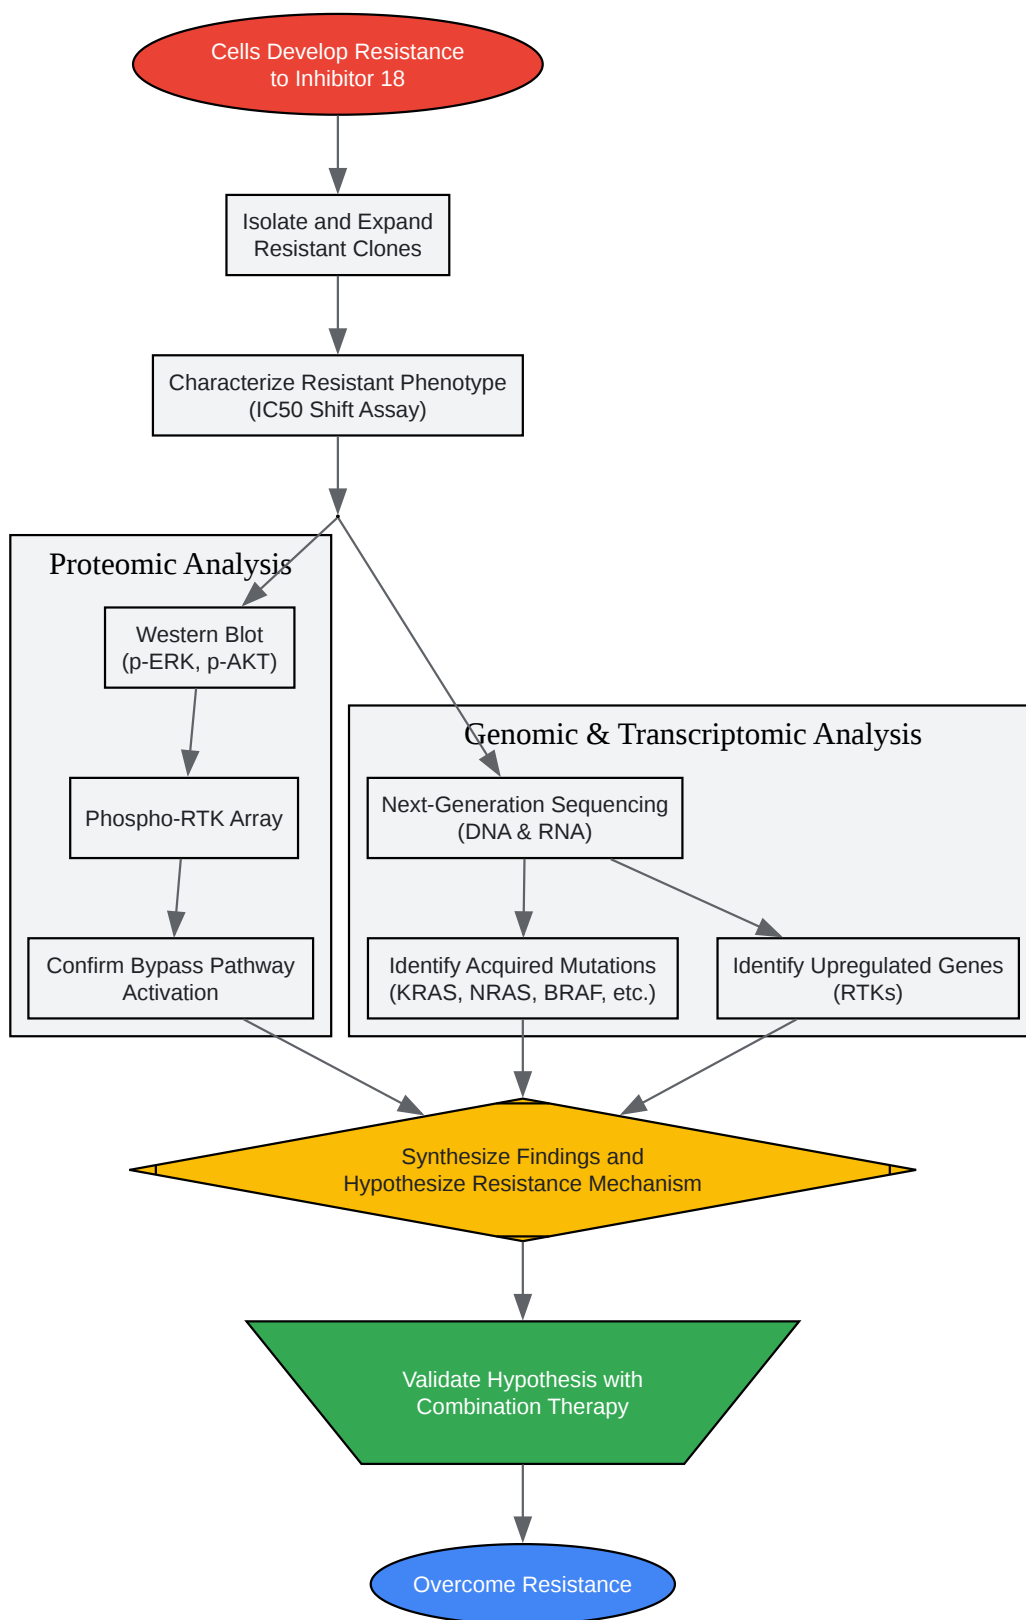 Cells Develop Resistance
to Inhibitor 18
Isolate and Expand
Resistant Clones
Characterize Resistant Phenotype
(IC50 Shift Assay)
Proteomic Analysis
Western Blot
(p-ERK, p-AKT)
Phospho-RTK Array
Confirm Bypass Pathway
Activation
Genomic & Transcriptomic Analysis
Next-Generation Sequencing
(DNA & RNA)
Identify Acquired Mutations
(KRAS, NRAS, BRAF, etc.)
Identify Upregulated Genes
(RTKs)
Synthesize Findings and
Hypothesize Resistance Mechanism
Validate Hypothesis with
Combination Therapy
Overcome Resistance